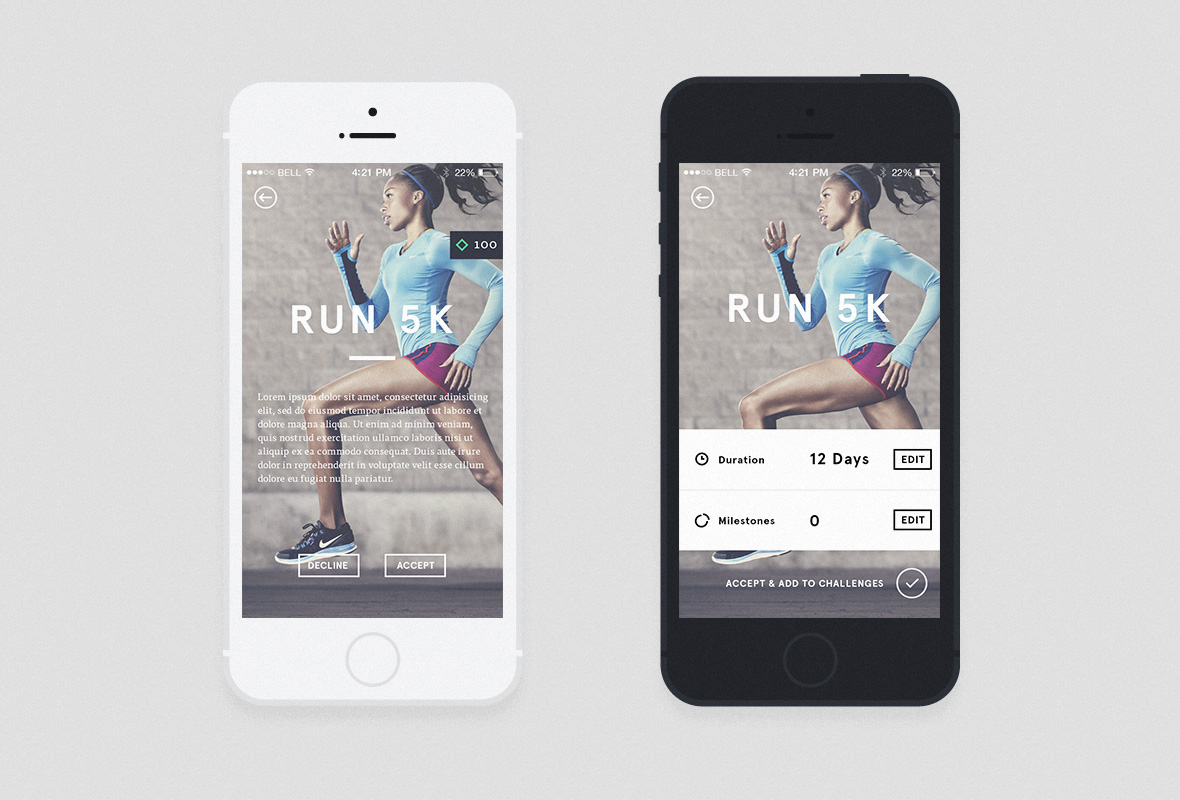 BELL 4:21 PM 22%
100
RUN 5K
Lorem ipsum dolor sit amet, consectetur adipisicing
elit, sed do eiusmod tempor incididunt ut labore et
dolore magna aliqua. Ut enim ad minim veniam,
quis nostrud exercitation ullamco laboris nisi ut
aliquip ex ea commodo consequat. Duis aute irure
dolor in reprehenderit in voluptate velit esse cillum
dolore eu fugiat nulla pariatur.
DECLINE ACCEPT
BELL 4:21 PM 22%
RUN 5K
Duration 12 Days EDIT
Milestones 0 EDIT
ACCEPT & ADD TO CHALLENGES